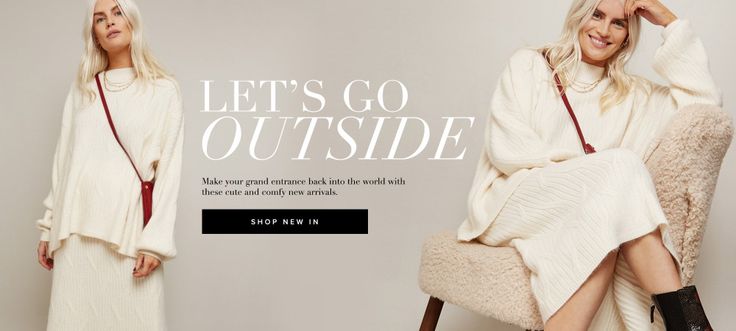 LET'S GO
OUTSIDE
Make your grand entrance back into the world with
these cute and comfy new arrivals.
SHOP NEW IN